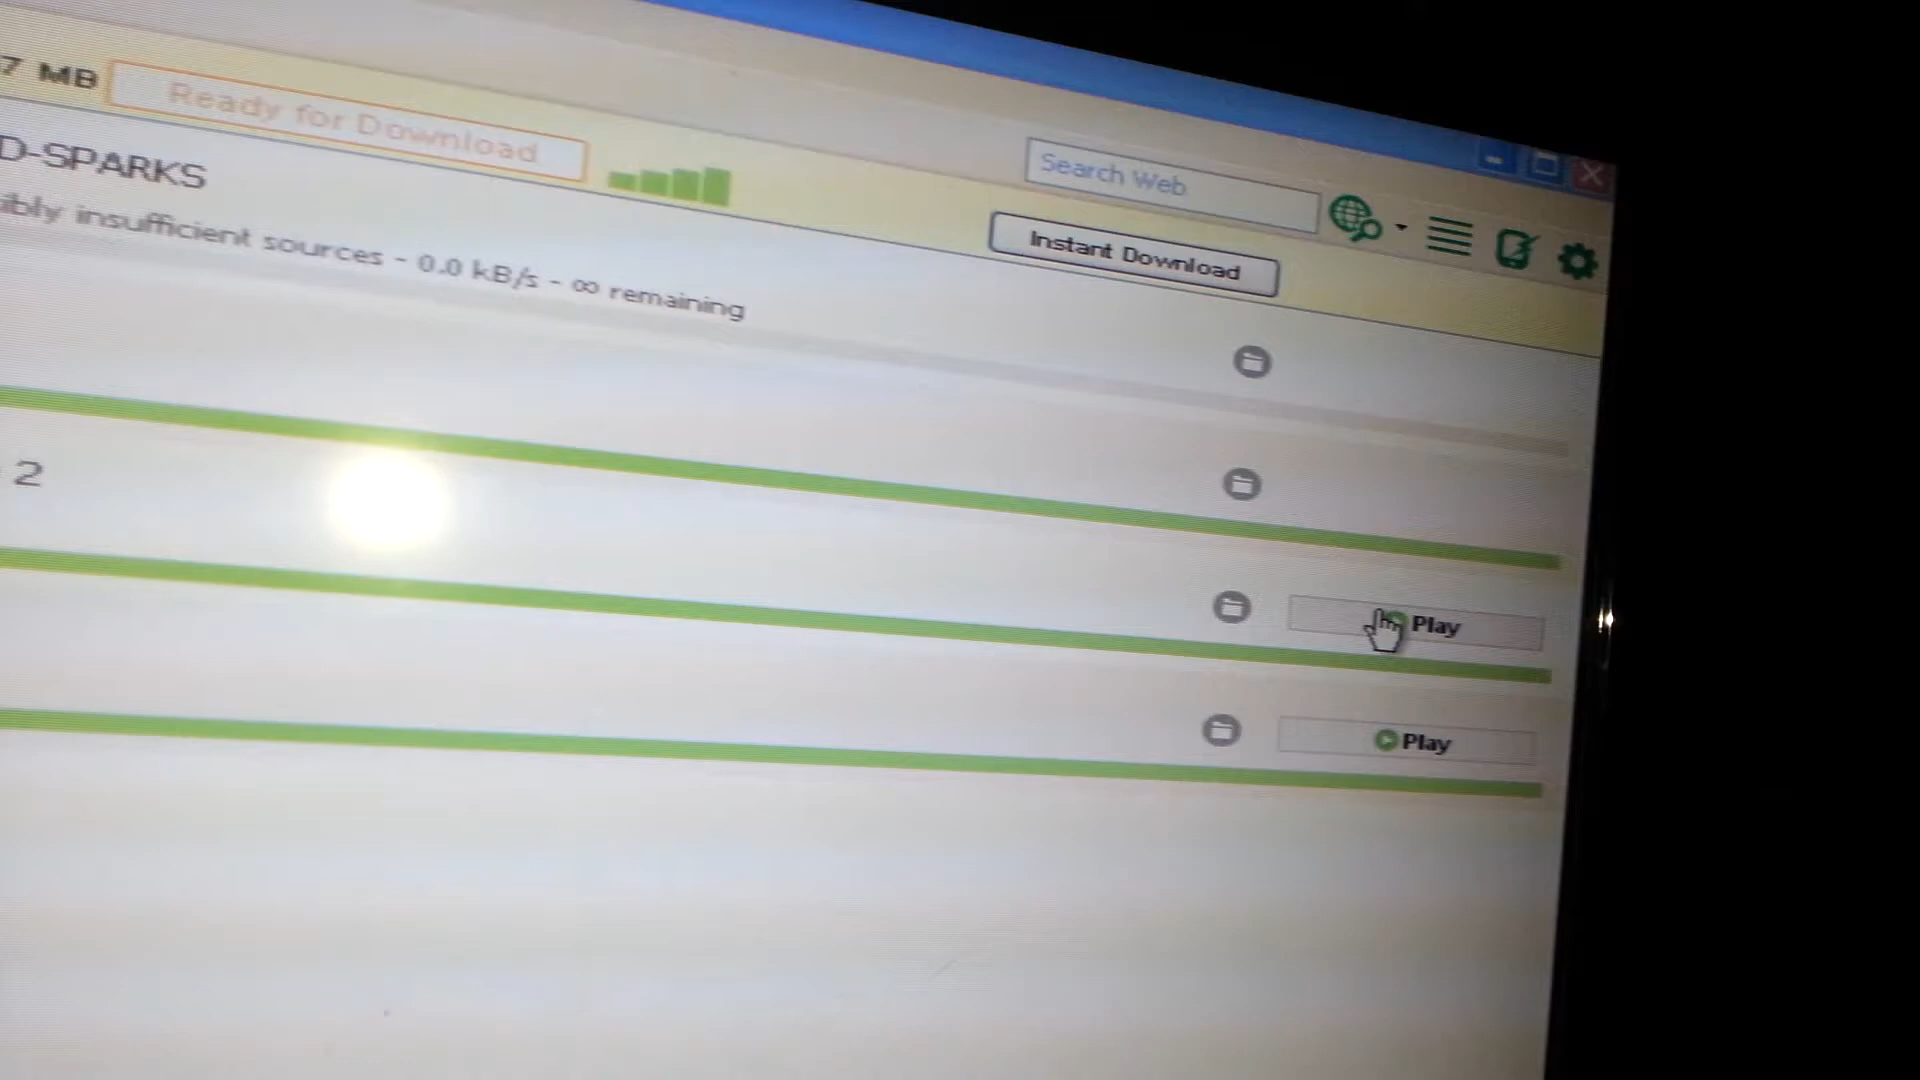 7 MB
Ready for Download
Search Web
Instant Download
D-SPARKS
insufficient sources - 0.0 kB/s - ∞ remaining
2
Play
Play